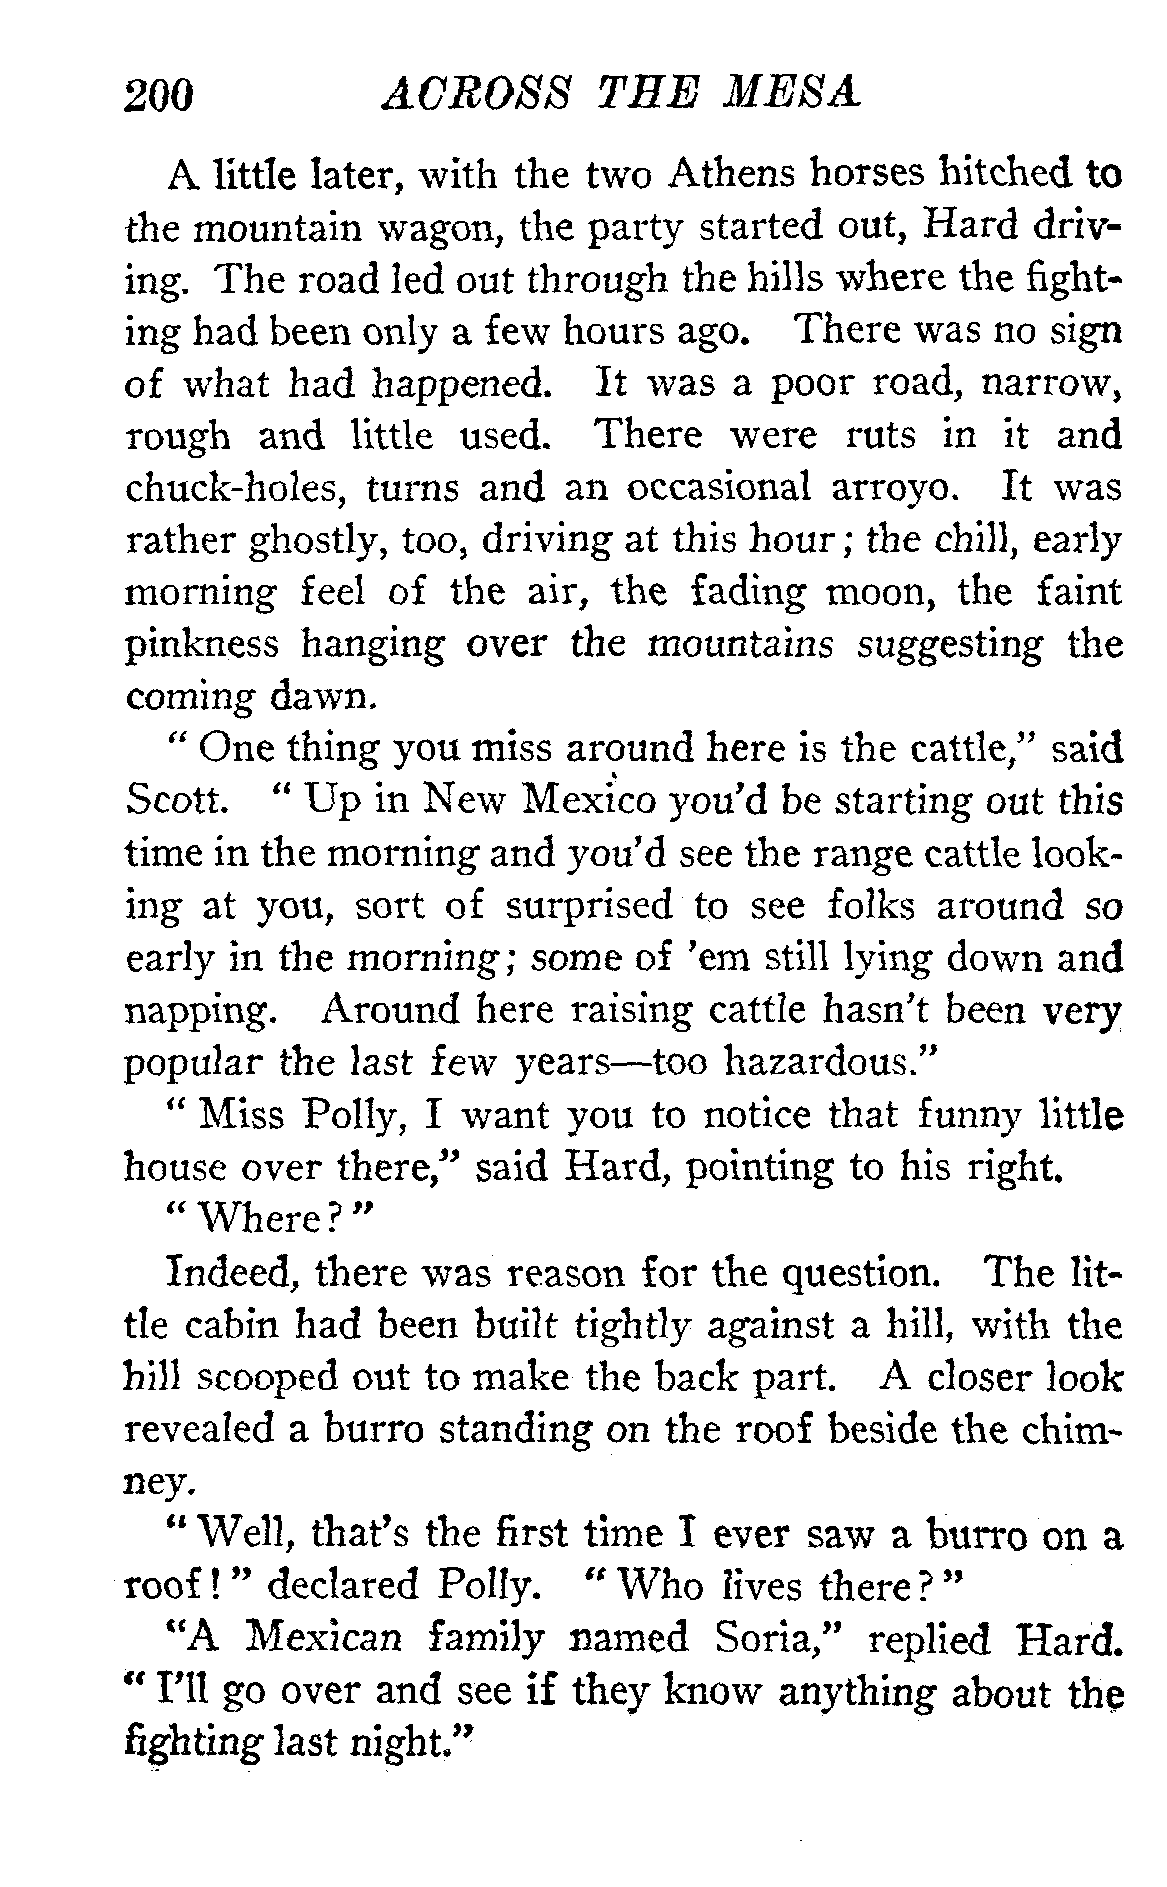 200 ACROSS THE MESA
A little later, with the two Athens horses hitched to
the mountain wagon, the party started out, Hard driv-
ing. The road led out through the hills where the fight-
ing had been only a few hours ago. There was no sign
of what had happened. It was a poor road, narrow,
rough and little used. There were ruts in it and
chuck-holes, turns and an occasional arroyo. It was
rather ghostly, too, driving at this hour; the chill, early
morning feel of the air, the fading moon, the faint
pinkness hanging over the mountains suggesting the
coming dawn.
" One thing you miss around here is the cattle," said
Scott. " Up in New Mexico you'd be starting out this
time in the morning and you'd see the range cattle look-
ing at you, sort of surprised to see folks around so
early in the morning; some of 'em still lying down and
napping. Around here raising cattle hasn't been very
popular the last few years—too hazardous."
" Miss Polly, I want you to notice that funny little
house over there," said Hard, pointing to his right.
" Where? "
Indeed, there was reason for the question. The lit-
tle cabin had been built tightly against a hill, with the
hill scooped out to make the back part. A closer look
revealed a burro standing on the roof beside the chim-
ney.
" Well, that's the first time I ever saw a burro on a
roof! " declared Polly. " Who lives there? "
"A Mexican family named Soria," replied Hard.
" I'll go over and see if they know anything about the
fighting last night."